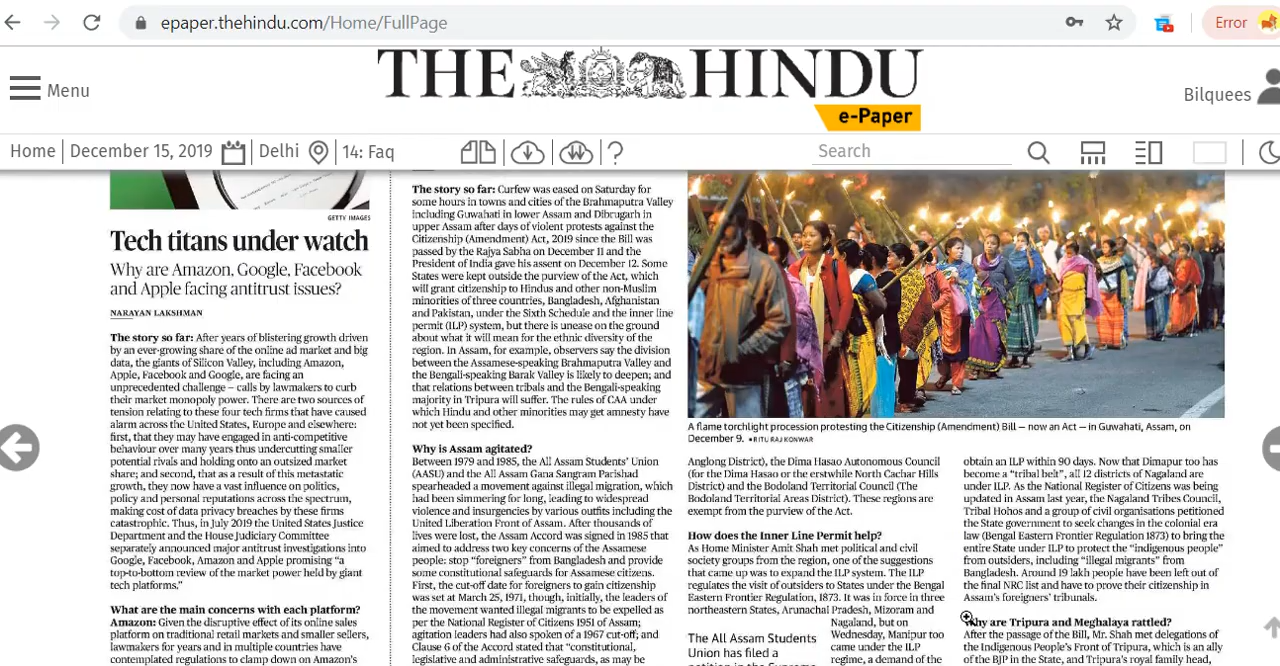 epaper.thehindu.com/Home/FullPage
Error
Menu
THE HINDU
e-Paper
Bilquees
Home
December 15, 2019
Delhi
14: Faq
?
Search
GETTY IMAGES
Tech titans under watch
Why are Amazon, Google, Facebook
and Apple facing antitrust issues?
NARAYAN LAKSHMAN
The story so far: After years of blistering growth driven
by an ever-growing share of the online ad market and big
data, the giants of Silicon Valley, including Amazon,
Apple, Facebook and Google, are facing an
unprecedented challenge – calls by lawmakers to curb
their market monopoly power. There are two sources of
tension relating to these four tech firms that have caused
alarm across the United States, Europe and elsewhere:
first, that they may have engaged in anti-competitive
behaviour over many years thus undercutting smaller
potential rivals and holding onto an outsized market
share; and second, that as a result of this metastatic
growth, they now have a vast influence on politics,
policy and personal reputations across the spectrum,
making cost of data privacy breaches by these firms
catastrophic. Thus, in July 2019 the United States Justice
Department and the House Judiciary Committee
separately announced major antitrust investigations into
Google, Facebook, Amazon and Apple promising “a
top-to-bottom review of the market power held by giant
tech platforms.”
What are the main concerns with each platform?
Amazon: Given the disruptive effect of its online sales
platform on traditional retail markets and smaller sellers,
lawmakers for years and in multiple countries have
contemplated regulations to clamp down on Amazon’s
The story so far: Curfew was eased on Saturday for
some hours in towns and cities of the Brahmaputra Valley
including Guwahati in lower Assam and Dibrugarh in
upper Assam after days of violent protests against the
Citizenship (Amendment) Act, 2019 since the Bill was
passed by the Rajya Sabha on December 11 and the
President of India gave his assent on December 12. Some
States were kept outside the purview of the Act, which
will grant citizenship to Hindus and other non-Muslim
minorities of three countries, Bangladesh, Afghanistan
and Pakistan, under the Sixth Schedule and the inner line
permit (ILP) system, but there is unease on the ground
about what it will mean for the ethnic diversity of the
region. In Assam, for example, observers say the division
between the Assamese-speaking Brahmaputra Valley and
the Bengali-speaking Barak Valley is likely to deepen; and
that relations between tribals and the Bengali-speaking
majority in Tripura will suffer. The rules of CAA under
which Hindu and other minorities may get amnesty have
not yet been specified.
Why is Assam agitated?
Between 1979 and 1985, the All Assam Students’ Union
(AASU) and the All Assam Gana Sangram Parishad
spearheaded a movement against illegal migration, which
had been simmering for long, leading to widespread
violence and insurgencies by various outfits including the
United Liberation Front of Assam. After thousands of
lives were lost, the Assam Accord was signed in 1985 that
aimed to address two key concerns of the Assamese
people: stop “foreigners” from Bangladesh and provide
some constitutional safeguards for Assamese citizens.
First, the cut-off date for foreigners to gain citizenship
was set at March 25, 1971, though, initially, the leaders of
the movement wanted illegal migrants to be expelled as
per the National Register of Citizens 1951 of Assam;
agitation leaders had also spoken of a 1967 cut-off; and
Clause 6 of the Accord stated that “constitutional,
legislative and administrative safeguards, as may be
A flame torchlight procession protesting the Citizenship (Amendment) Bill — now an Act — in Guwahati, Assam, on
December 9. ● RITU RAJ KONWAR
Anglong District), the Dima Hasao Autonomous Council
(for the Dima Hasao or the erstwhile North Cachar Hills
District) and the Bodoland Territorial Council (The
Bodoland Territorial Areas District). These regions are
exempt from the purview of the Act.
How does the Inner Line Permit help?
As Home Minister Amit Shah met political and civil
society groups from the region, one of the suggestions
that came up was to expand the ILP system. The ILP
regulates the visit of outsiders to States under the Bengal
Eastern Frontier Regulation, 1873. It was in force in three
northeastern States, Arunachal Pradesh, Mizoram and
Nagaland, but on
Wednesday, Manipur too
came under the ILP
regime, a demand of the
The All Assam Students
Union has filed a
petition in the Supreme
obtain an ILP within 90 days. Now that Dimapur too has
become a “tribal belt”, all 12 districts of Nagaland are
under ILP. As the National Register of Citizens was being
updated in Assam last year, the Nagaland Tribes Council,
Tribal Hohos and a group of civil organisations petitioned
the State government to seek changes in the colonial era
law (Bengal Eastern Frontier Regulation 1873) to bring the
entire State under ILP to protect the “indigenous people”
from outsiders, including “illegal migrants” from
Bangladesh. Around 19 lakh people have been left out of
the final NRC list and have to prove their citizenship in
Assam’s foreigners’ tribunals.
Why are Tripura and Meghalaya rattled?
After the passage of the Bill, Mr. Shah met delegations of
the Indigenous People’s Front of Tripura, which is an ally
of the BJP in the State, and Tripura’s royal family to